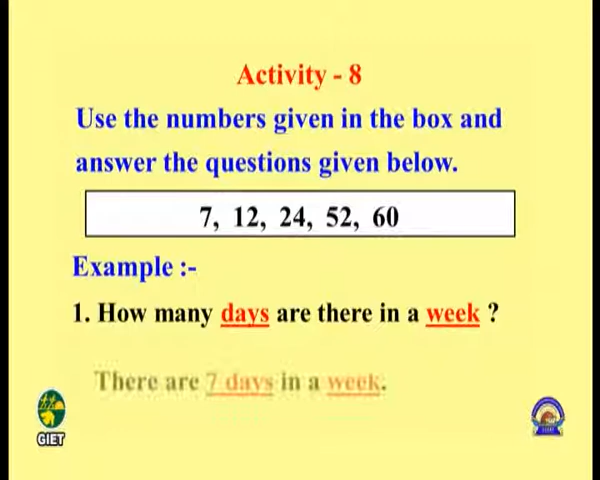 Activity - 8
Use the numbers given in the box and
answer the questions given below.
7, 12, 24, 52, 60
Example :-
1. How many days are there in a week ?
There are 7 days in a week.
GIET